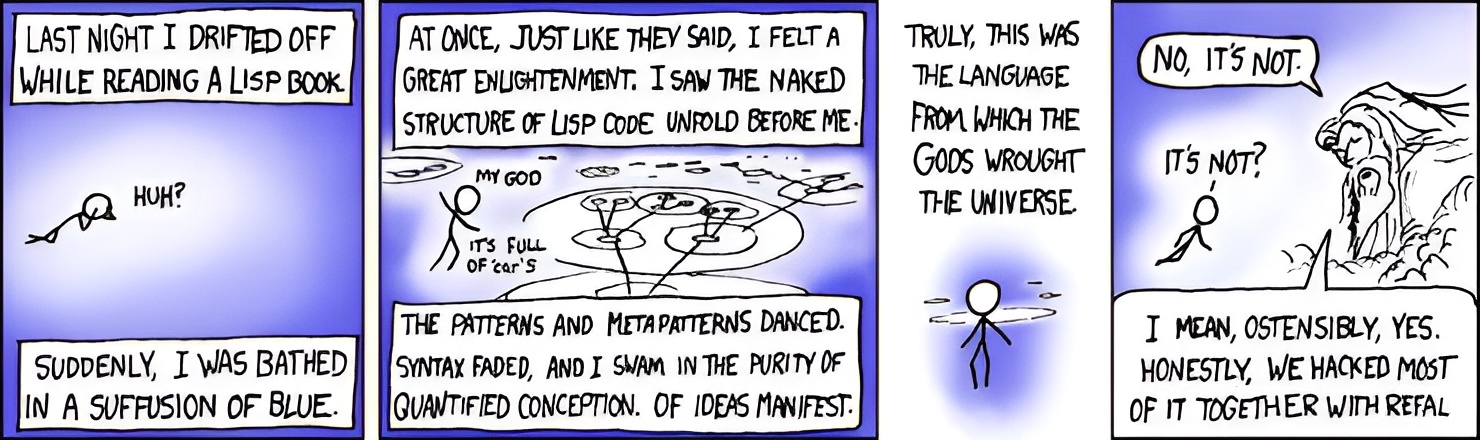 LAST NIGHT I DRIFTED OFF
WHILE READING A LISP BOOK.
HUH?
SUDDENLY, I WAS BATHED
IN A SUFFUSION OF BLUE.
AT ONCE, JUST LIKE THEY SAID, I FELT A
GREAT ENLIGHTENMENT. I SAW THE NAKED
STRUCTURE OF LISP CODE UNFOLD BEFORE ME.
MY GOD
IT'S FULL
OF 'car'S
THE PATTERNS AND METAPATTERNS DANCED.
SYNTAX FADED, AND I SWAM IN THE PURITY OF
QUANTIFIED CONCEPTION. OF IDEAS MANIFEST.
TRULY, THIS WAS
THE LANGUAGE
FROM WHICH THE
GODS WROUGHT
THE UNIVERSE.
NO, IT'S NOT.
IT'S NOT?
I MEAN, OSTENSIBLY, YES.
HONESTLY, WE HACKED MOST
OF IT TOGETHER WITH REFAL